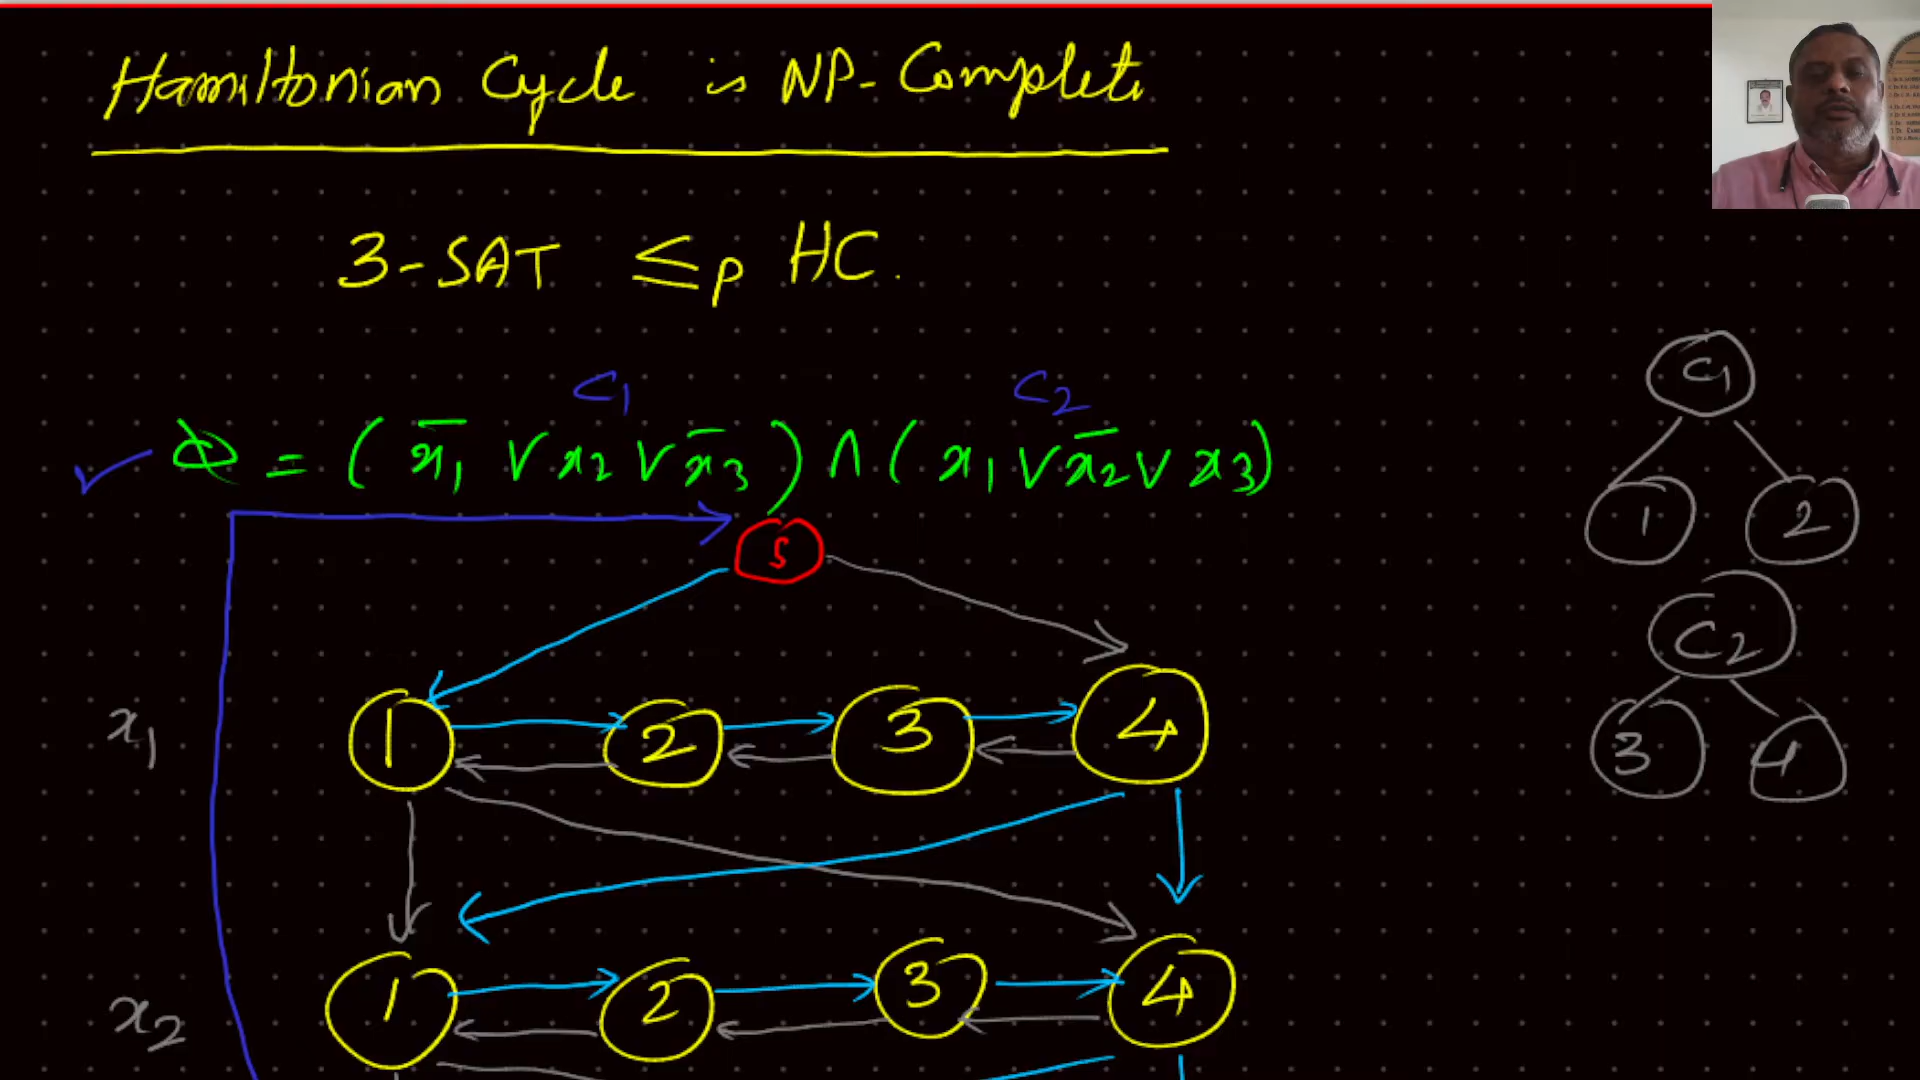 Hamiltonian Cycle is NP-Complete
3-SAT ≤p HC.
C1 C2
Φ = ( x̄1 ∨ x2 ∨ x̄3 ) ∧ ( x1 ∨ x̄2 ∨ x3 )
S
x1 1 2 3 4
x2 1 2 3 4
C1
1 2
C2
3 4